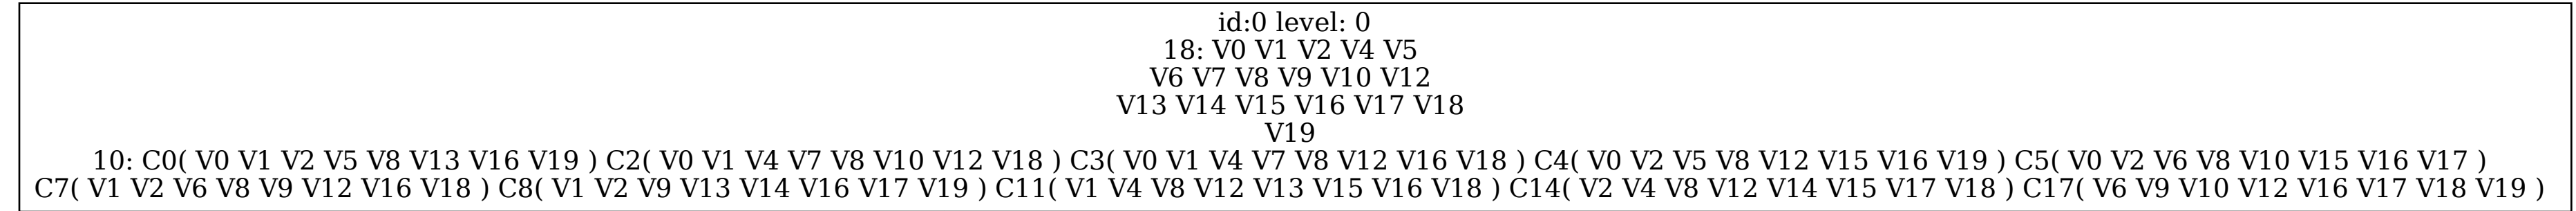 id:0 level: 0
18: V0 V1 V2 V4 V5
V6 V7 V8 V9 V10 V12
V13 V14 V15 V16 V17 V18
V19
10: C0( V0 V1 V2 V5 V8 V13 V16 V19 ) C2( V0 V1 V4 V7 V8 V10 V12 V18 ) C3( V0 V1 V4 V7 V8 V12 V16 V18 ) C4( V0 V2 V5 V8 V12 V15 V16 V19 ) C5( V0 V2 V6 V8 V10 V15 V16 V17 )
C7( V1 V2 V6 V8 V9 V12 V16 V18 ) C8( V1 V2 V9 V13 V14 V16 V17 V19 ) C11( V1 V4 V8 V12 V13 V15 V16 V18 ) C14( V2 V4 V8 V12 V14 V15 V17 V18 ) C17( V6 V9 V10 V12 V16 V17 V18 V19 )